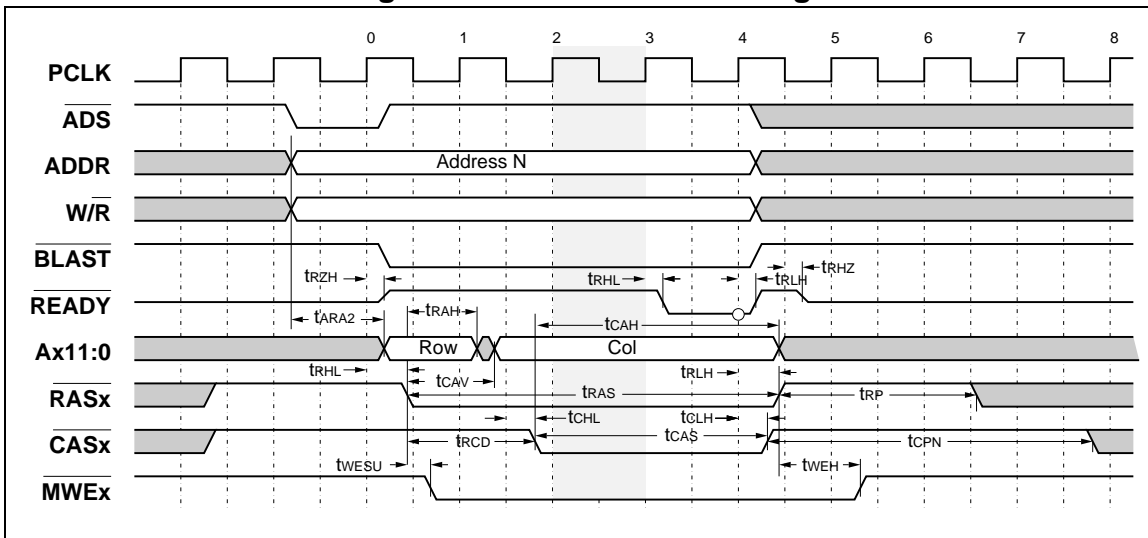 0 1 2 3 4 5 6 7 8
PCLK
ADS
ADDR Address N
W/R
BLAST
tRZH tRHL tRLH tRHZ
READY
tARA2 tRAH tCAH
Ax11:0 Row Col
tRHL tCAV tRLH
RASx tRAS tRP
tCHL tCLH
CASx tRCD tCAS tCPN
tWESU tWEH
MWEx